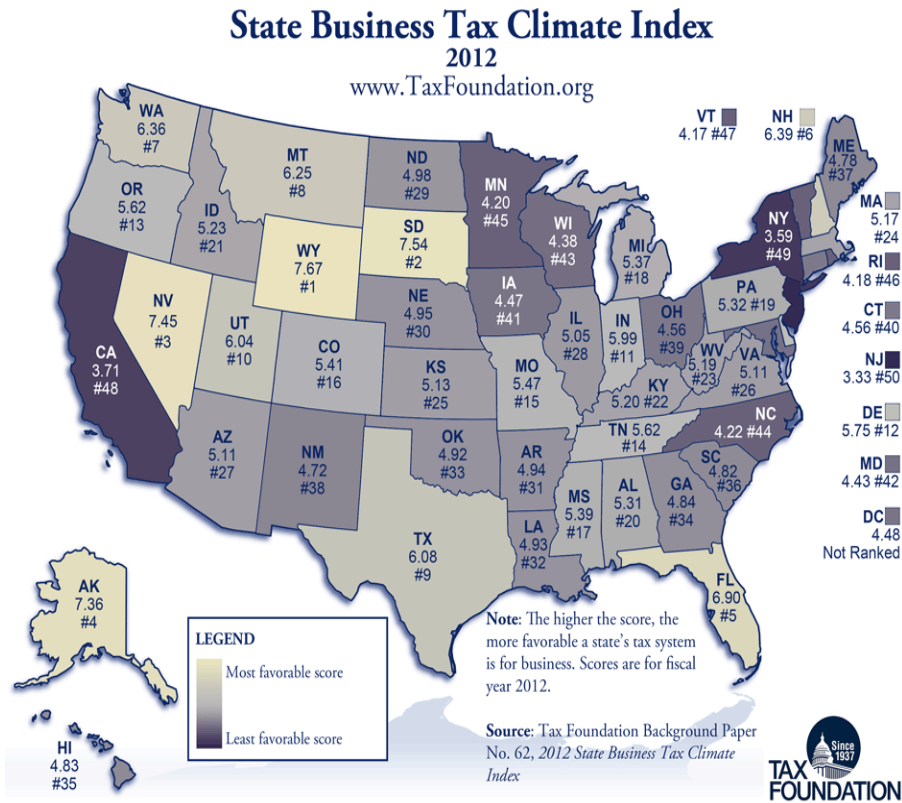 State Business Tax Climate Index
2012
www.TaxFoundation.org
VT
4.17 #47
NH
6.39 #6
WA
6.36
#7
MT
6.25
#8
ND
4.98
#29
MN
4.20
#45
ME
4.78
#37
OR
5.62
#13
ID
5.23
#21
WY
7.67
#1
SD
7.54
#2
WI
4.38
#43
MI
5.37
#18
NY
3.59
#49
MA
5.17
#24
RI
4.18 #46
CT
4.56 #40
NJ
3.33 #50
DE
5.75 #12
MD
4.43 #42
DC
4.48
Not Ranked
CA
3.71
#48
NV
7.45
#3
UT
6.04
#10
CO
5.41
#16
NE
4.95
#30
IA
4.47
#41
IL
5.05
#28
IN
5.99
#11
OH
4.56
#39
PA
5.32 #19
WV
5.19
#23
VA
5.11
#26
KS
5.13
#25
MO
5.47
#15
KY
5.20 #22
NC
4.22 #44
TN 5.62
#14
AZ
5.11
#27
NM
4.72
#38
OK
4.92
#33
AR
4.94
#31
SC
4.82
#36
MS
5.39
#17
AL
5.31
#20
GA
4.84
#34
TX
6.08
#9
LA
4.93
#32
FL
6.90
#5
AK
7.36
#4
HI
4.83
#35
LEGEND
Most favorable score
Least favorable score
Note: The higher the score, the
more favorable a state's tax system
is for business. Scores are for fiscal
year 2012.
Source: Tax Foundation Background Paper
No. 62, 2012 State Business Tax Climate
Index
Since
1937
TAX
FOUNDATION